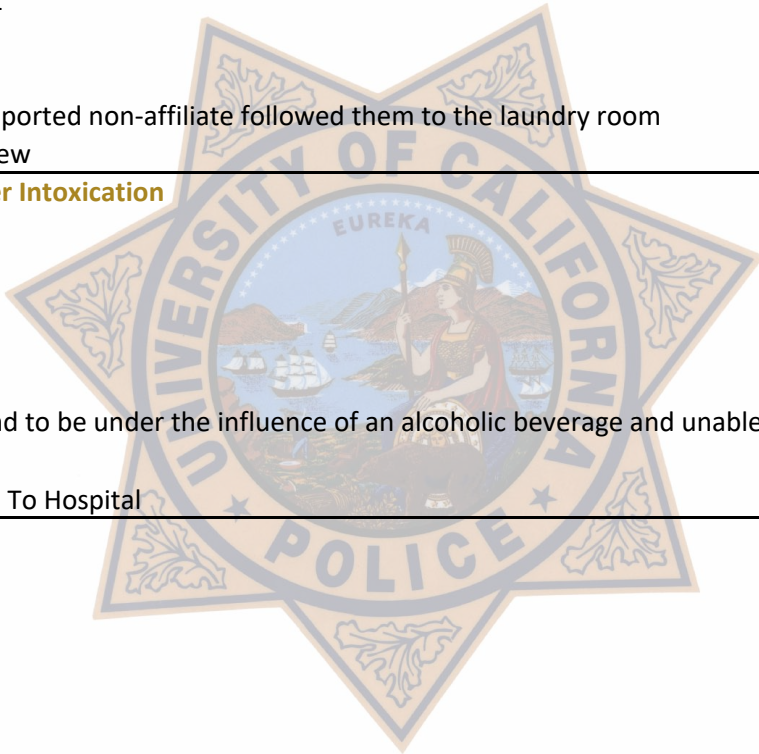 ported non-affiliate followed them to the laundry room
ew
er Intoxication
UNIVERSITY OF CALIFORNIA
EUREKA
d to be under the influence of an alcoholic beverage and unable
To Hospital
POLICE